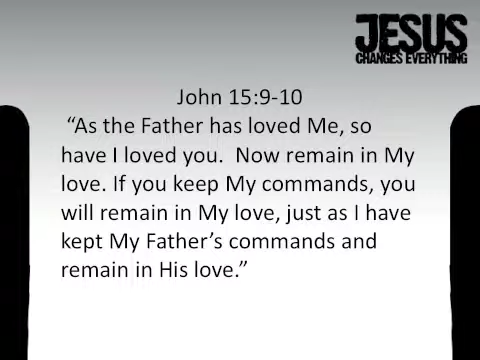 JESUS
CHANGES EVERYTHING
John 15:9-10
“As the Father has loved Me, so
have I loved you.  Now remain in My
love. If you keep My commands, you
will remain in My love, just as I have
kept My Father’s commands and
remain in His love.”